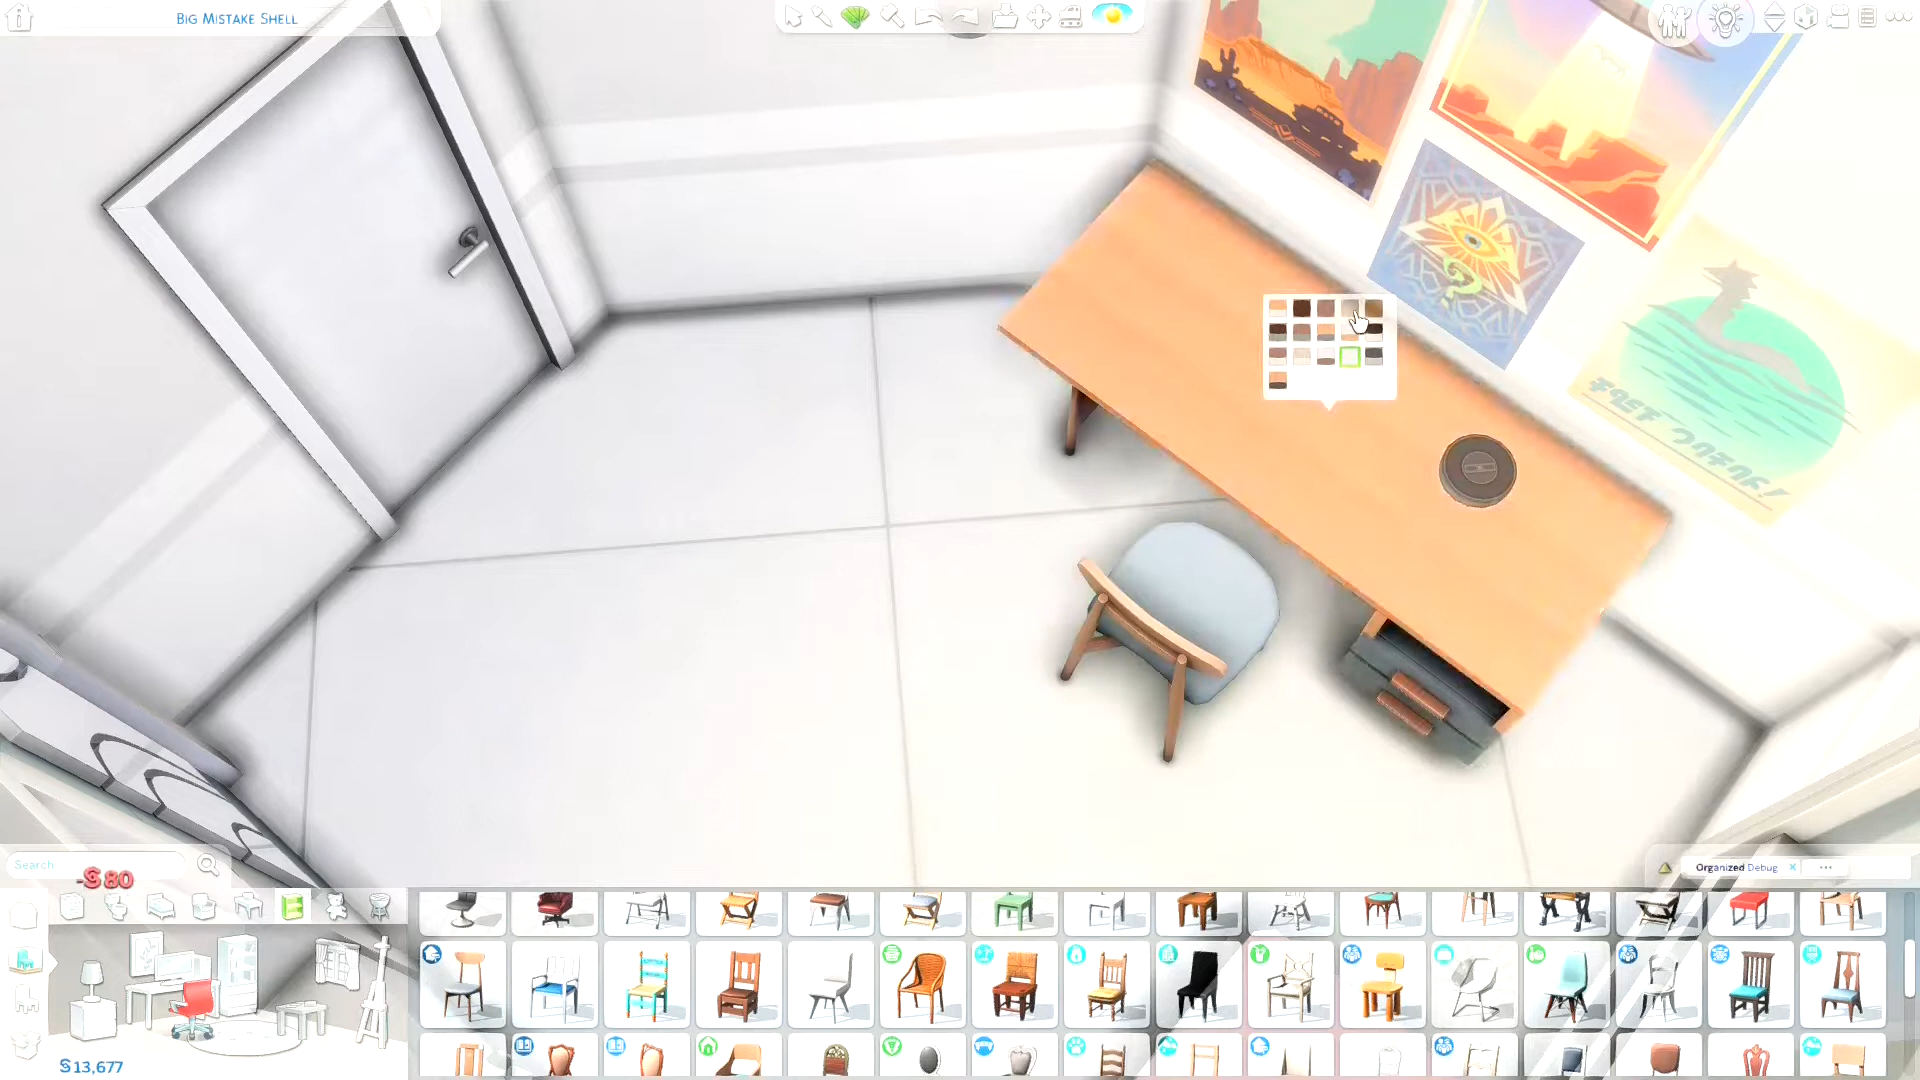 Big Mistake Shell
Search
-§80
Organized Debug
§13,677